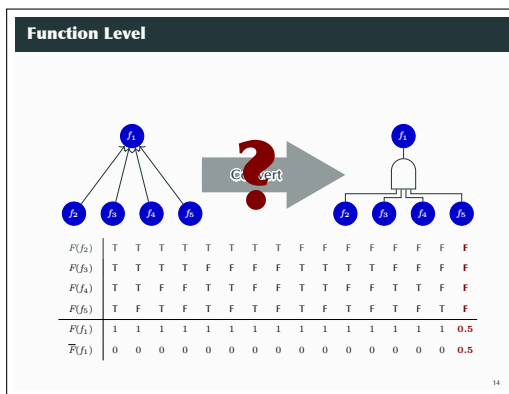 Function Level
f1 Convert ? f1
f2 f3 f4 f5 f2 f3 f4 f5
F(f2) T T T T T T T T F F F F F F F F
F(f3) T T T T F F F F T T T T F F F F
F(f4) T T F F T T F F T T F F T T F F
F(f5) T F T F T F T F T F T F T F T F
F(f1) 1 1 1 1 1 1 1 1 1 1 1 1 1 1 1 0.5
F̅(f1) 0 0 0 0 0 0 0 0 0 0 0 0 0 0 0 0.5
14